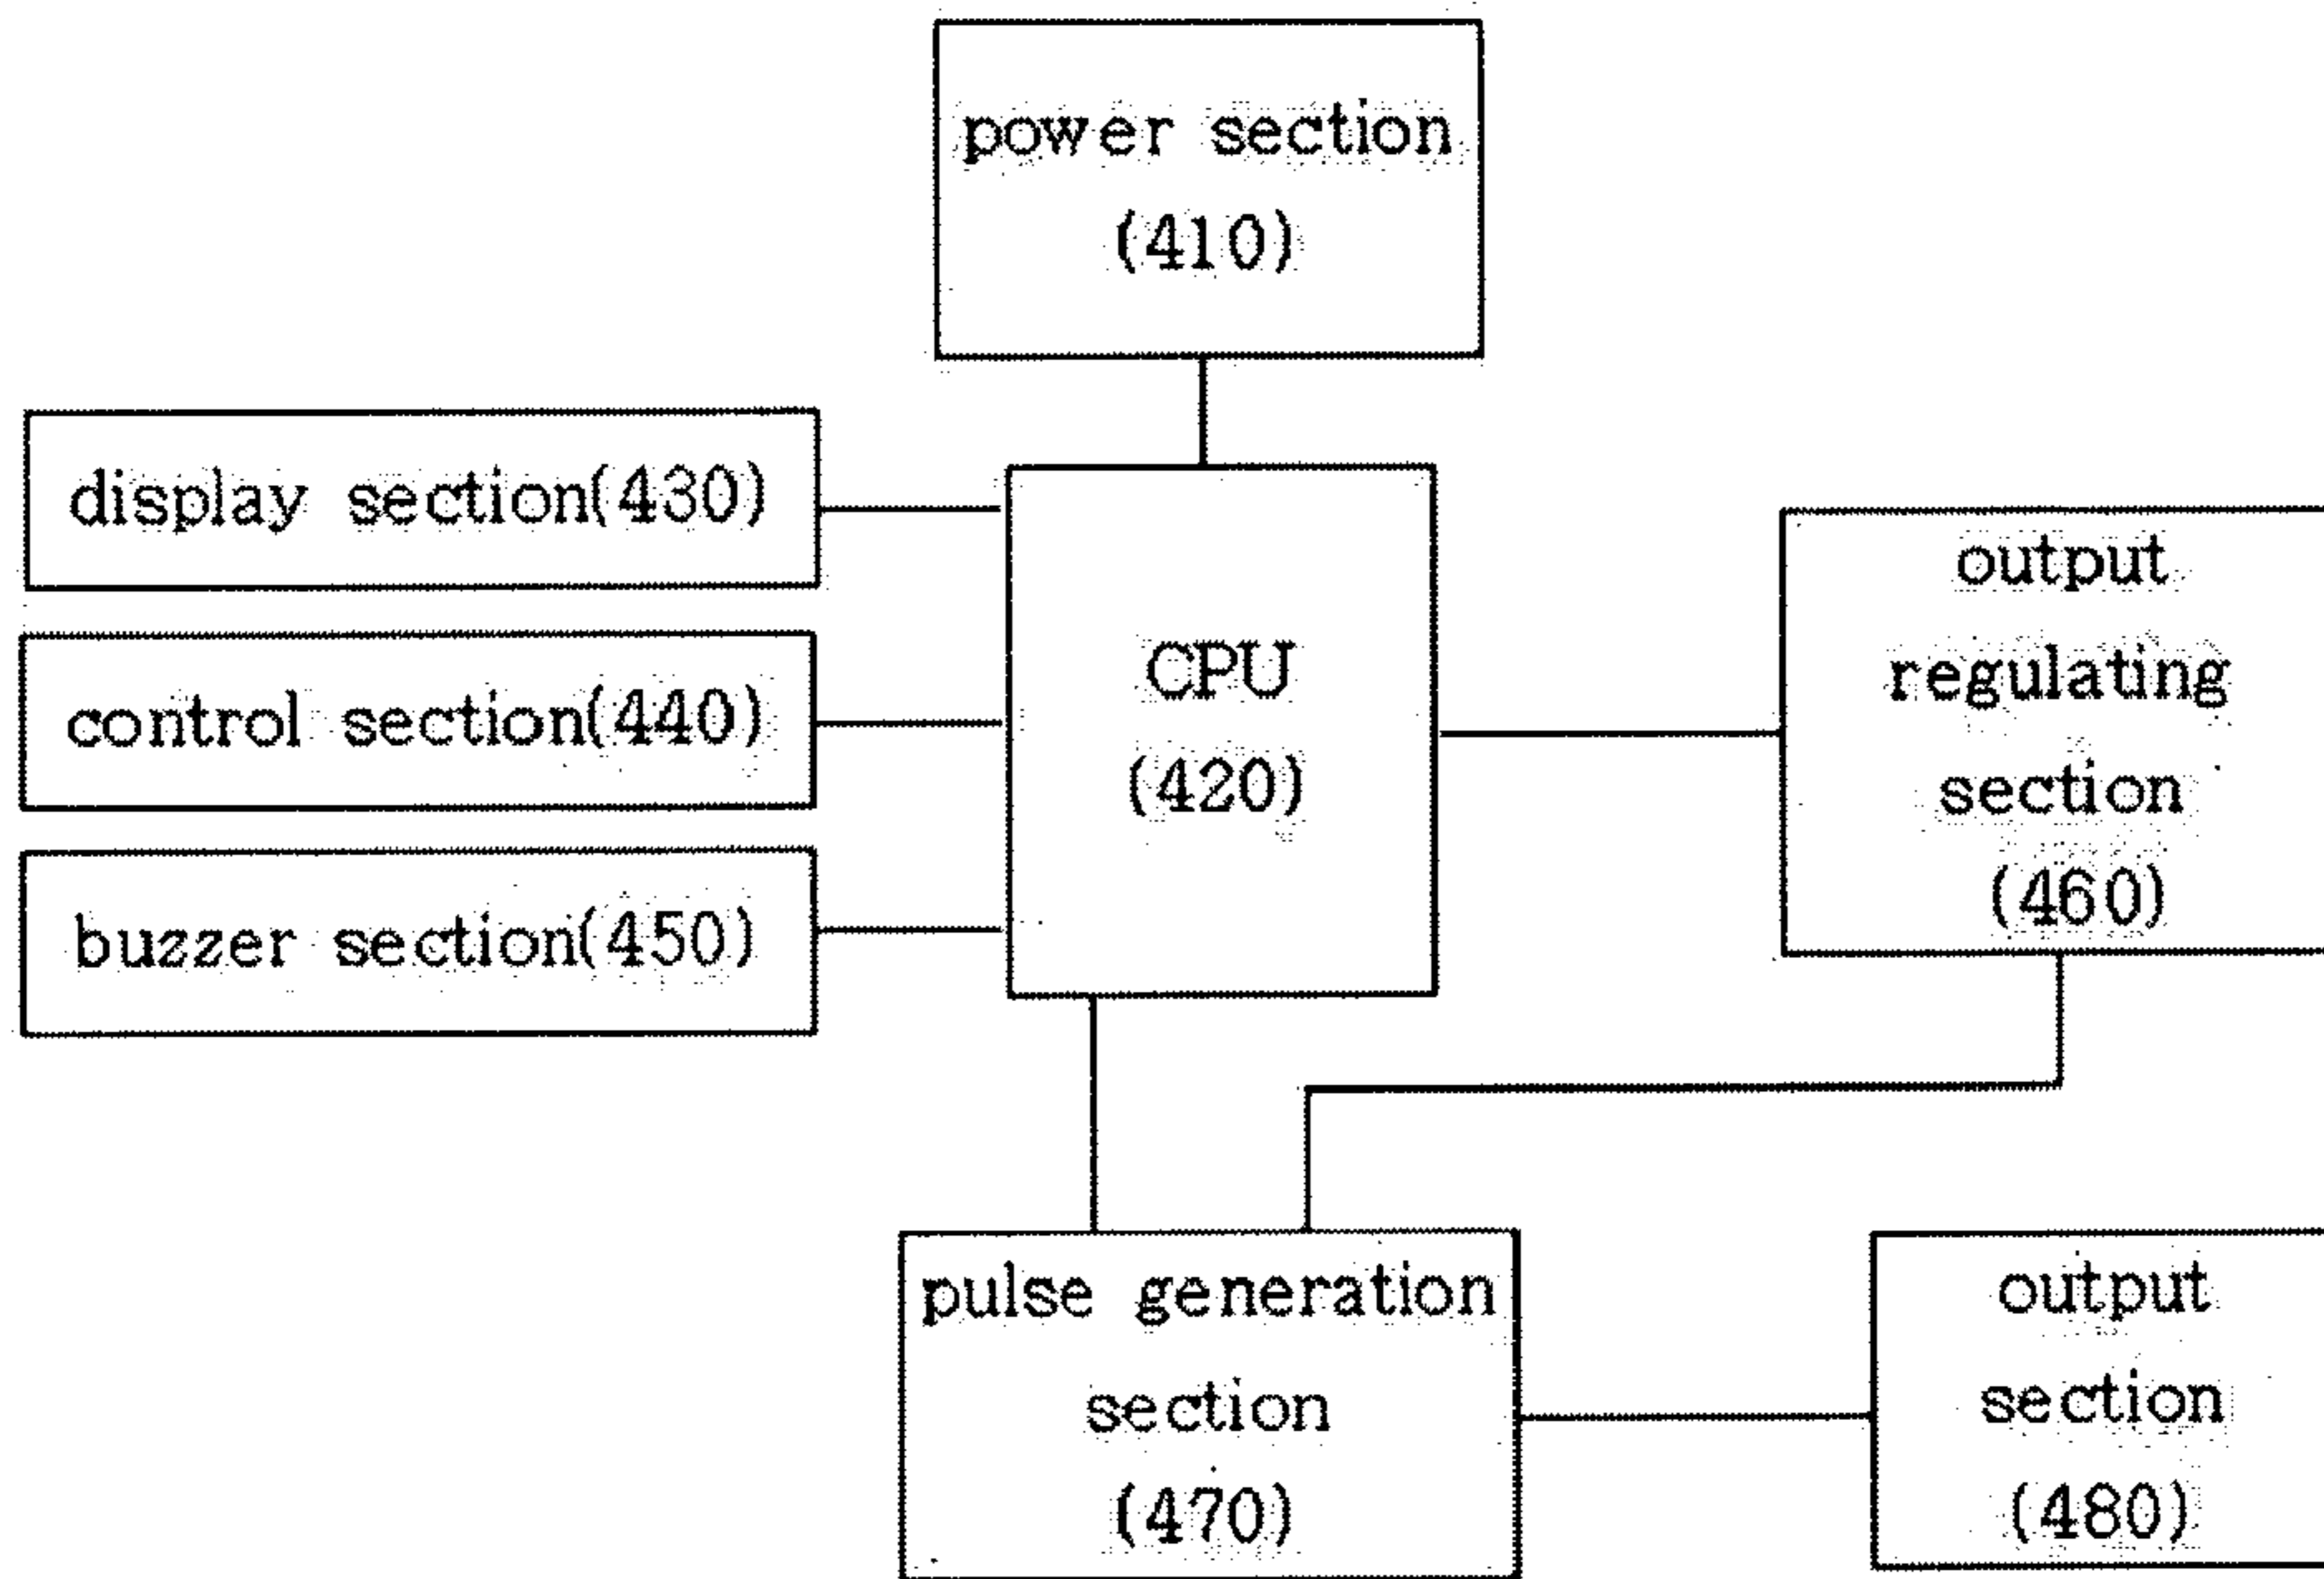 power section
(410)
display section(430)
control section(440)
buzzer section(450)
CPU
(420)
output
regulating
section
(460)
pulse generation
section
(470)
output
section
(480)